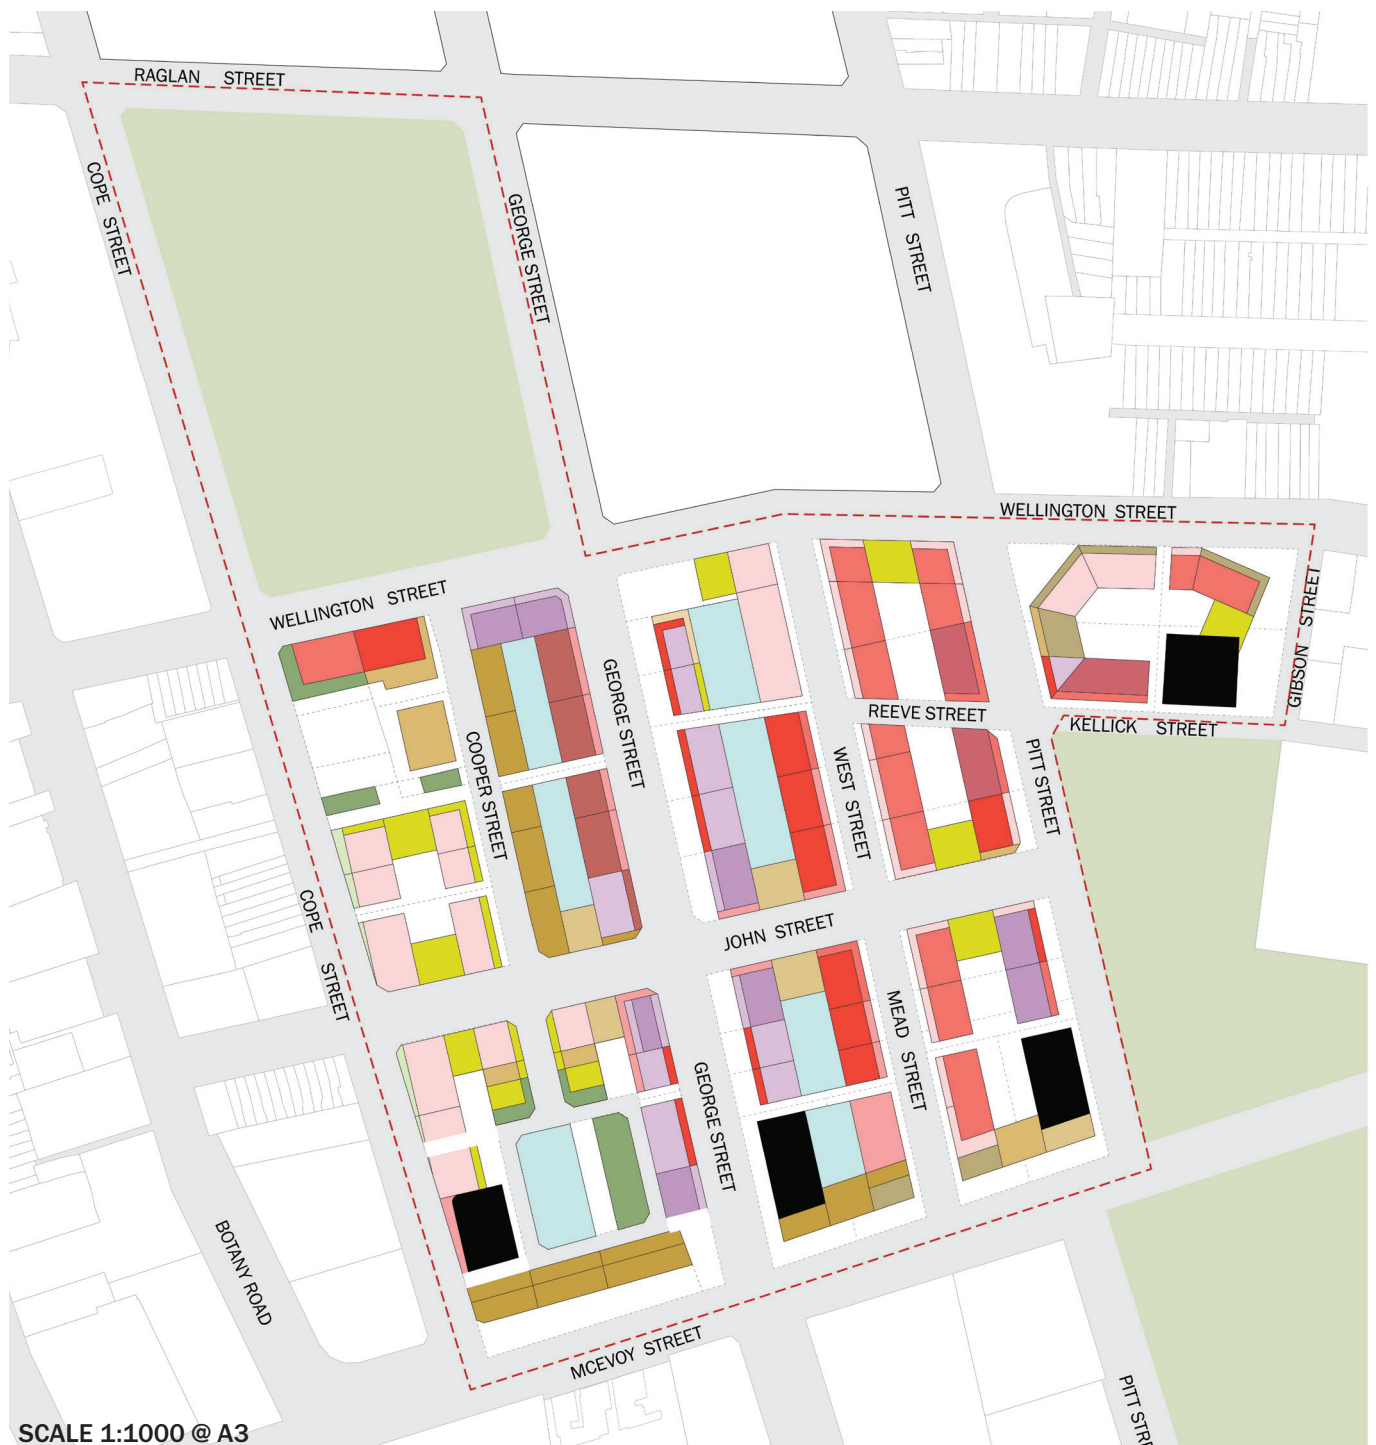 RAGLAN STREET
COPE STREET
GEORGE STREET
PITT STREET
WELLINGTON STREET
WELLINGTON STREET
GIBSON STREET
KELLICK STREET
REEVE STREET
GEORGE STREET
COOPER STREET
WEST STREET
PITT STREET
COPE STREET
JOHN STREET
MEAD STREET
GEORGE STREET
BOTANY ROAD
MCEVOY STREET
PITT STRE
SCALE 1:1000 @ A3